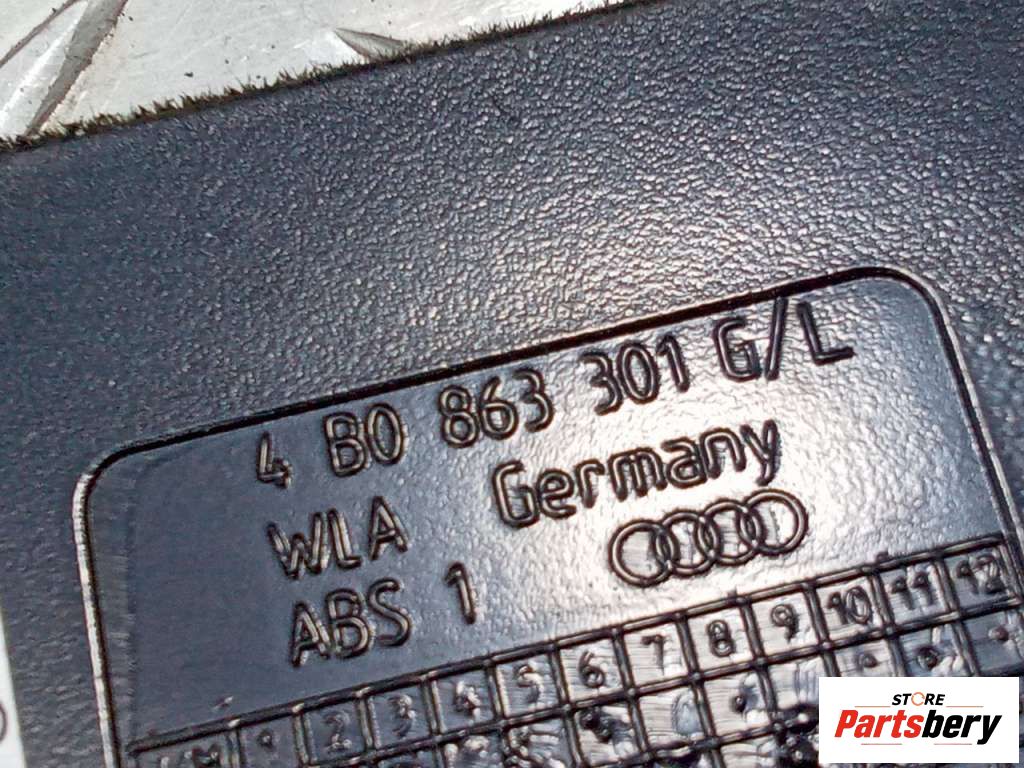 4 B0 863 301 G/L
WLA Germany
ABS 1
2 3 4 5 6 7 8 9 10 11 12
STORE
Partsbery